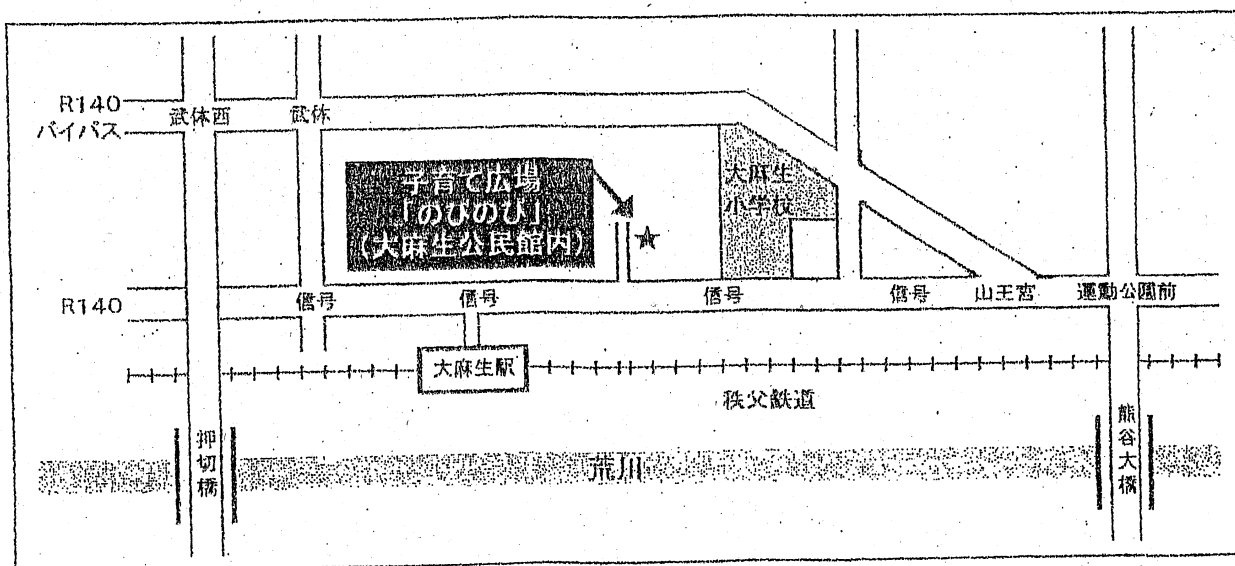 R140
バイパス
武体西
武体
子育て広場
「のびのび」
(大麻生公民館内)
大麻生
小学校
R140
信号
信号
信号
信号
山王宮
運動公園前
大麻生駅
秩父鉄道
押切橋
荒川
熊谷大橋